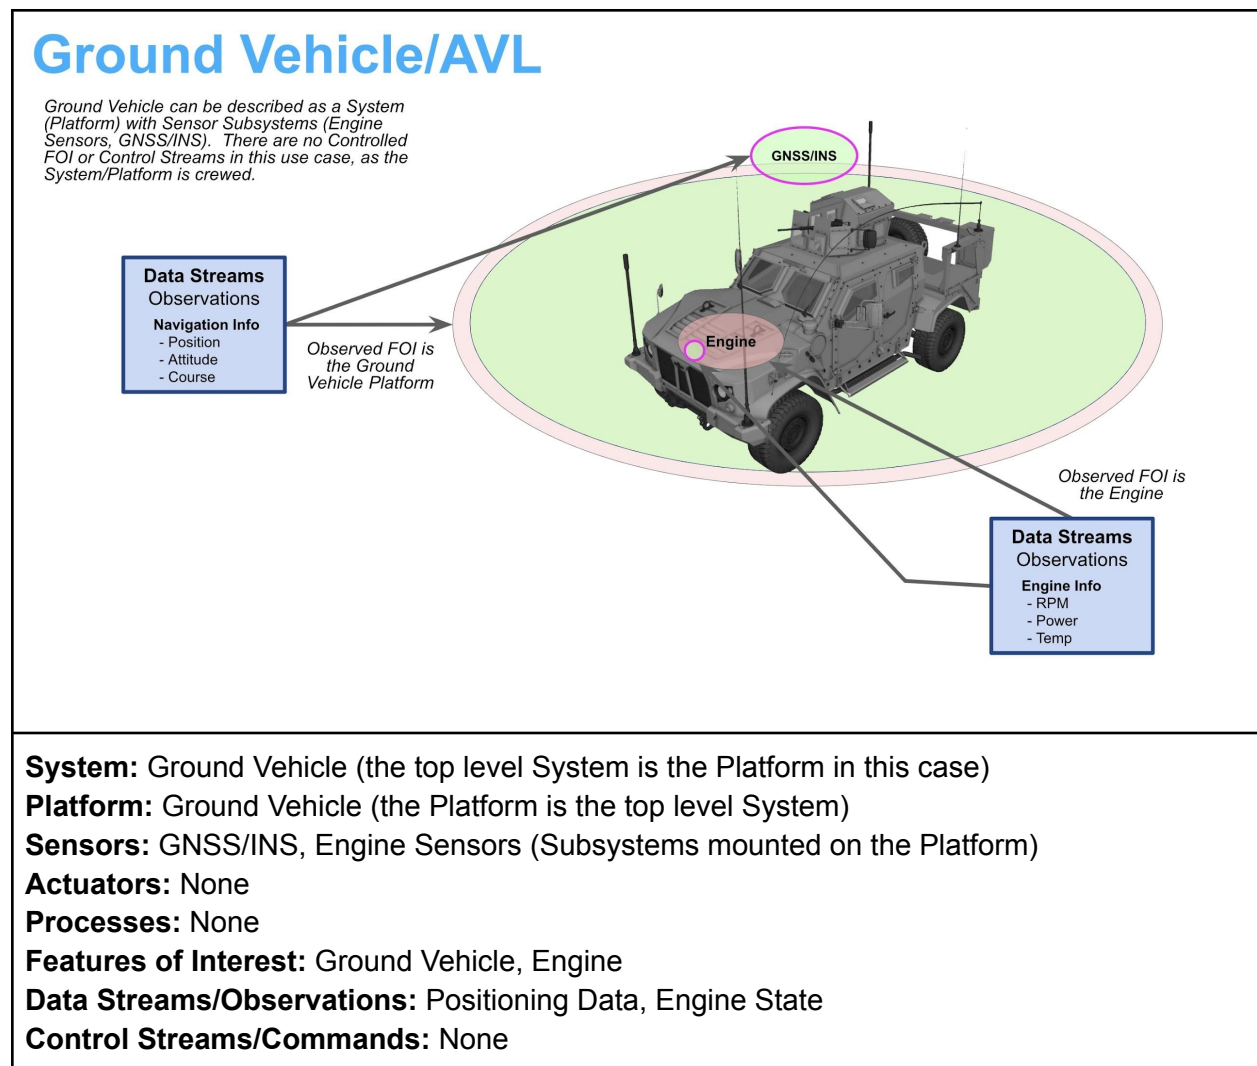 Ground Vehicle/AVL
Ground Vehicle can be described as a System
(Platform) with Sensor Subsystems (Engine
Sensors, GNSS/INS).  There are no Controlled
FOI or Control Streams in this use case, as the
System/Platform is crewed.
GNSS/INS
Data Streams
Observations
Navigation Info
- Position
- Attitude
- Course
Observed FOI is
the Ground
Vehicle Platform
Engine
Observed FOI is
the Engine
Data Streams
Observations
Engine Info
- RPM
- Power
- Temp
System: Ground Vehicle (the top level System is the Platform in this case)
Platform: Ground Vehicle (the Platform is the top level System)
Sensors: GNSS/INS, Engine Sensors (Subsystems mounted on the Platform)
Actuators: None
Processes: None
Features of Interest: Ground Vehicle, Engine
Data Streams/Observations: Positioning Data, Engine State
Control Streams/Commands: None